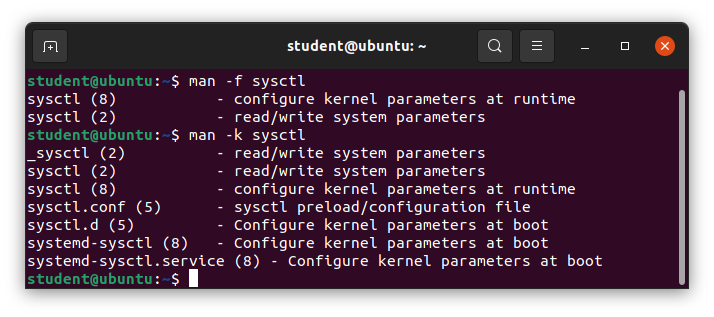 student@ubuntu: ~
student@ubuntu:~$ man -f sysctl
sysctl (8)           - configure kernel parameters at runtime
sysctl (2)           - read/write system parameters
student@ubuntu:~$ man -k sysctl
_sysctl (2)          - read/write system parameters
sysctl (2)           - read/write system parameters
sysctl (8)           - configure kernel parameters at runtime
sysctl.conf (5)      - sysctl preload/configuration file
sysctl.d (5)         - Configure kernel parameters at boot
systemd-sysctl (8)   - Configure kernel parameters at boot
systemd-sysctl.service (8) - Configure kernel parameters at boot
student@ubuntu:~$